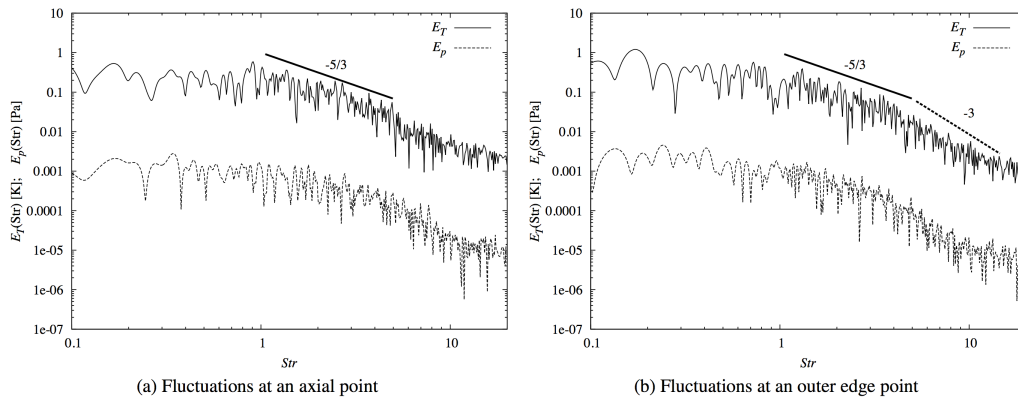 10
1
0.1
0.01
0.001
0.0001
1e-05
1e-06
1e-07
E_T(Str) [K]; E_p(Str) [Pa]
E_T
E_p
-5/3
0.1 1 10
Str
(a) Fluctuations at an axial point
10
1
0.1
0.01
0.001
0.0001
1e-05
1e-06
1e-07
E_T(Str) [K]; E_p(Str) [Pa]
E_T
E_p
-5/3
-3
0.1 1 10
Str
(b) Fluctuations at an outer edge point